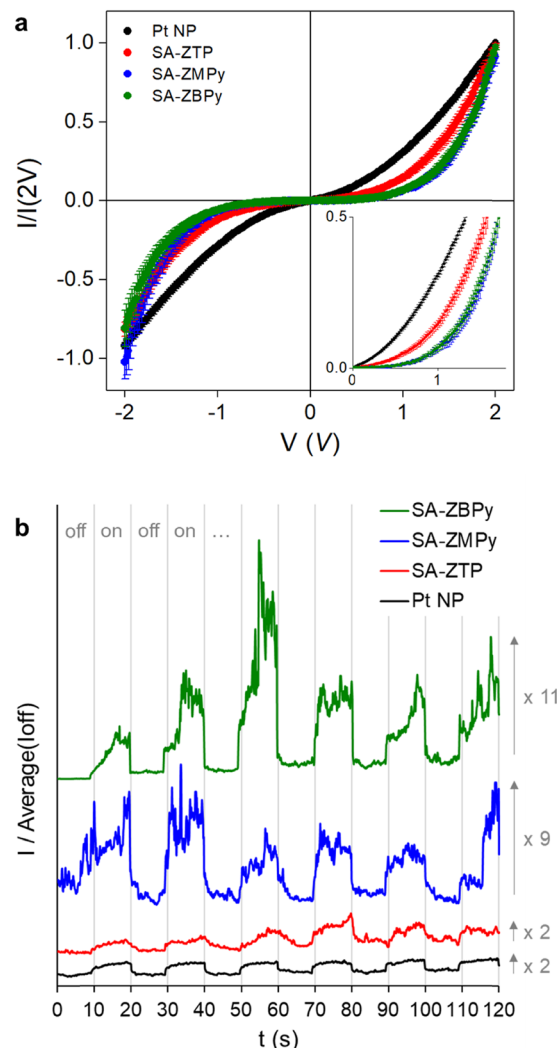 a
Pt NP
SA-ZTP
SA-ZMPy
SA-ZBPy
I/I(2V)
1.0
0.5
0.0
-0.5
-1.0
0.5
0.0
0
1
-2
-1
0
1
2
V (V)
b
off
on
off
on
...
SA-ZBPy
SA-ZMPy
SA-ZTP
Pt NP
I / Average(Ioff)
x 11
x 9
x 2
x 2
0 10 20 30 40 50 60 70 80 90 100 110 120
t (s)